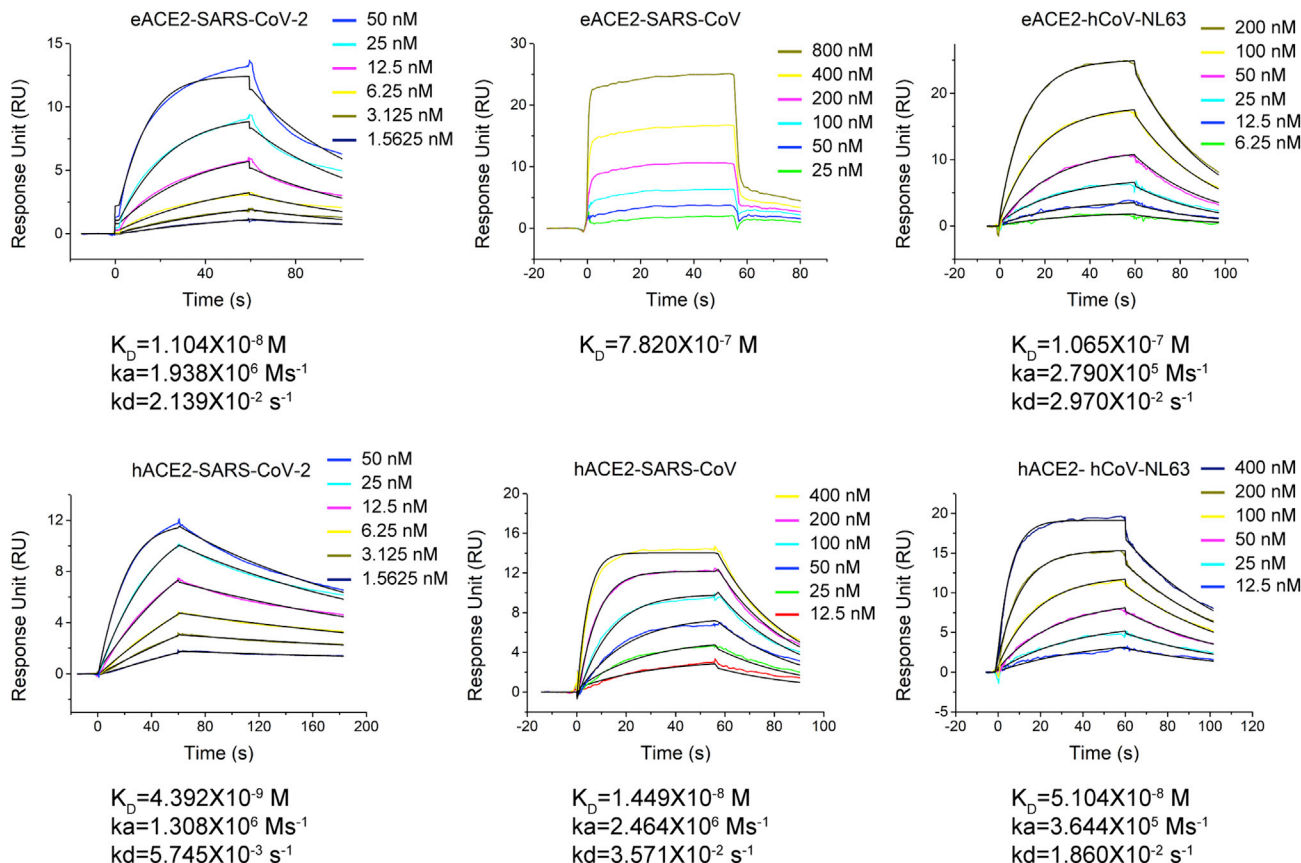 eACE2-SARS-CoV-2
50 nM
25 nM
12.5 nM
6.25 nM
3.125 nM
1.5625 nM
Response Unit (RU)
15
10
5
0
0
40
80
Time (s)
K_D=1.104X10⁻⁸ M
ka=1.938X10⁶ Ms⁻¹
kd=2.139X10⁻² s⁻¹
eACE2-SARS-CoV
800 nM
400 nM
200 nM
100 nM
50 nM
25 nM
Response Unit (RU)
30
20
10
0
-20
0
20
40
60
80
Time (s)
K_D=7.820X10⁻⁷ M
eACE2-hCoV-NL63
200 nM
100 nM
50 nM
25 nM
12.5 nM
6.25 nM
Response Unit (RU)
20
10
0
-20
0
20
40
60
80
100
Time (s)
K_D=1.065X10⁻⁷ M
ka=2.790X10⁵ Ms⁻¹
kd=2.970X10⁻² s⁻¹
hACE2-SARS-CoV-2
50 nM
25 nM
12.5 nM
6.25 nM
3.125 nM
1.5625 nM
Response Unit (RU)
12
8
4
0
0
40
80
120
160
200
Time (s)
K_D=4.392X10⁻⁹ M
ka=1.308X10⁶ Ms⁻¹
kd=5.745X10⁻³ s⁻¹
hACE2-SARS-CoV
400 nM
200 nM
100 nM
50 nM
25 nM
12.5 nM
Response Unit (RU)
20
16
12
8
4
0
-20
0
20
40
60
80
100
Time (s)
K_D=1.449X10⁻⁸ M
ka=2.464X10⁶ Ms⁻¹
kd=3.571X10⁻² s⁻¹
hACE2- hCoV-NL63
400 nM
200 nM
100 nM
50 nM
25 nM
12.5 nM
Response Unit (RU)
20
15
10
5
0
-5
-20
0
20
40
60
80
100
120
Time (s)
K_D=5.104X10⁻⁸ M
ka=3.644X10⁵ Ms⁻¹
kd=1.860X10⁻² s⁻¹